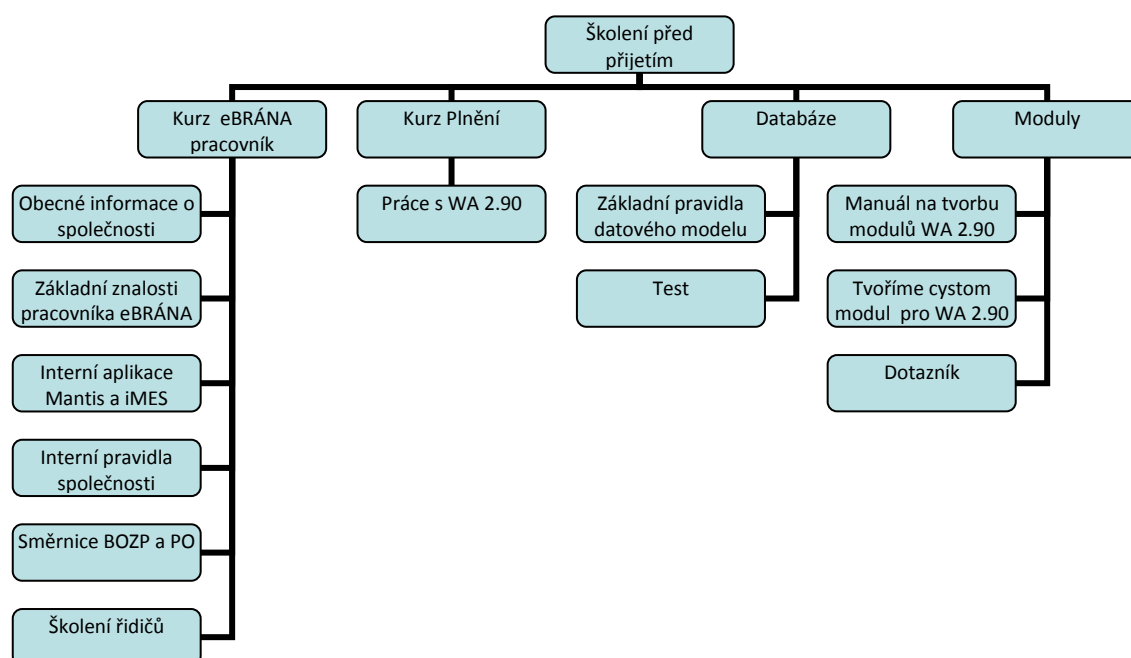 Školení před
přijetím
Kurz eBRÁNA
pracovník
Kurz Plnění
Databáze
Moduly
Obecné informace o
společnosti
Práce s WA 2.90
Základní pravidla
datového modelu
Manuál na tvorbu
modulů WA 2.90
Základní znalosti
pracovníka eBRÁNA
Test
Tvoříme cystom
modul pro WA 2.90
Interní aplikace
Mantis a iMES
Dotazník
Interní pravidla
společnosti
Směrnice BOZP a PO
Školení řidičů